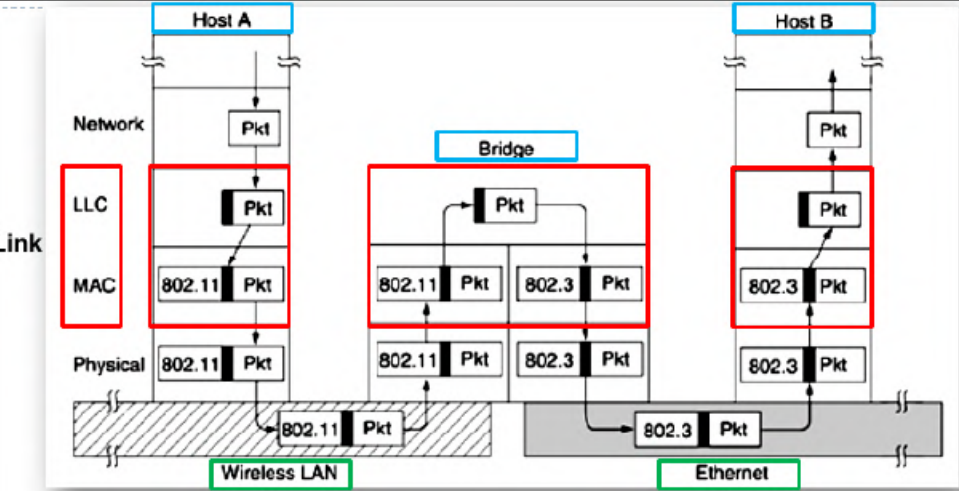 Host A
Host B
Network
Pkt
Pkt
Bridge
LLC
Pkt
Pkt
Pkt
Link
MAC
802.11 Pkt
802.11 Pkt
802.3 Pkt
802.3 Pkt
Physical
802.11 Pkt
802.11 Pkt
802.3 Pkt
802.3 Pkt
802.11 Pkt
802.3 Pkt
Wireless LAN
Ethernet